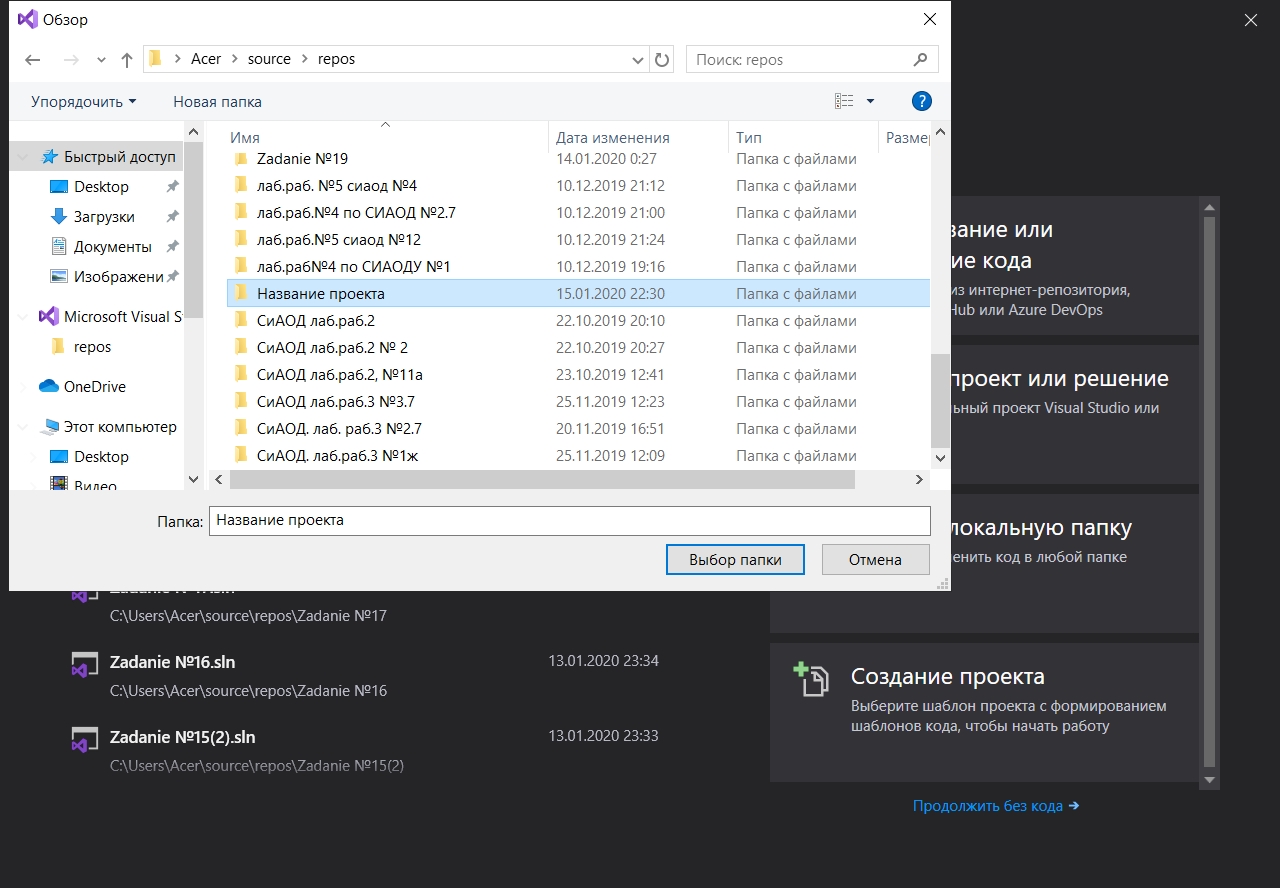 Обзор
Acer > source > repos
Поиск: repos
Упорядочить
Новая папка
?
Быстрый доступ
Desktop
Загрузки
Документы
Изображени
Microsoft Visual S
repos
OneDrive
Этот компьютер
Desktop
Видео
Имя Дата изменения Тип Разме
Zadanie №19 14.01.2020 0:27 Папка с файлами
лаб.раб. №5 сиаод №4 10.12.2019 21:12 Папка с файлами
лаб.раб.№4 по СИАОД №2.7 10.12.2019 21:00 Папка с файлами
лаб.раб.№5 сиаод №12 10.12.2019 21:24 Папка с файлами
лаб.раб№4 по СИАОДУ №1 10.12.2019 19:16 Папка с файлами
Название проекта 15.01.2020 22:30 Папка с файлами
СиАОД лаб.раб.2 22.10.2019 20:10 Папка с файлами
СиАОД лаб.раб.2 № 2 22.10.2019 20:27 Папка с файлами
СиАОД лаб.раб.2, №11а 23.10.2019 12:41 Папка с файлами
СиАОД лаб.раб.3 №3.7 25.11.2019 12:23 Папка с файлами
СиАОД. лаб. раб.3 №2.7 20.11.2019 16:51 Папка с файлами
СиАОД. лаб.раб.3 №1ж 25.11.2019 12:09 Папка с файлами
Папка: Название проекта
Выбор папки
Отмена
C:\Users\Acer\source\repos\Zadanie №17
Zadanie №16.sln 13.01.2020 23:34
C:\Users\Acer\source\repos\Zadanie №16
Zadanie №15(2).sln 13.01.2020 23:33
C:\Users\Acer\source\repos\Zadanie №15(2)
вание или
ие кода
из интернет-репозитория,
Hub или Azure DevOps
проект или решение
ьный проект Visual Studio или
локальную папку
енить код в любой папке
Создание проекта
Выберите шаблон проекта с формированием
шаблонов кода, чтобы начать работу
Продолжить без кода →